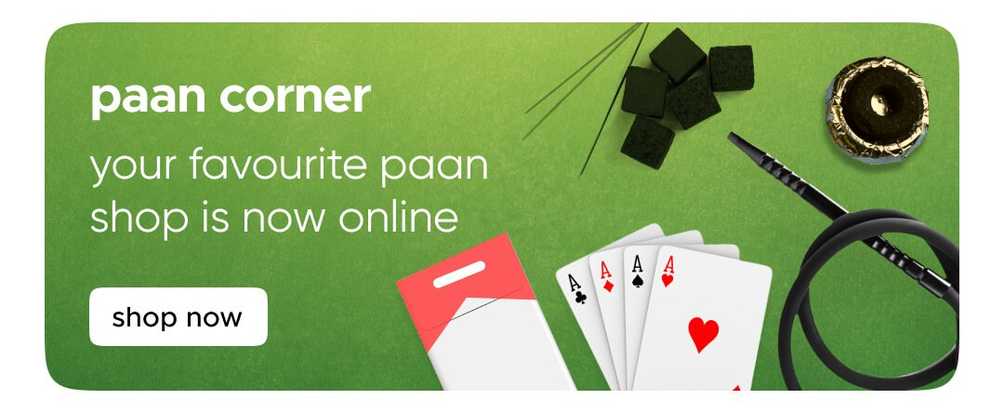 paan corner
your favourite paan
shop is now online
shop now
A A A A